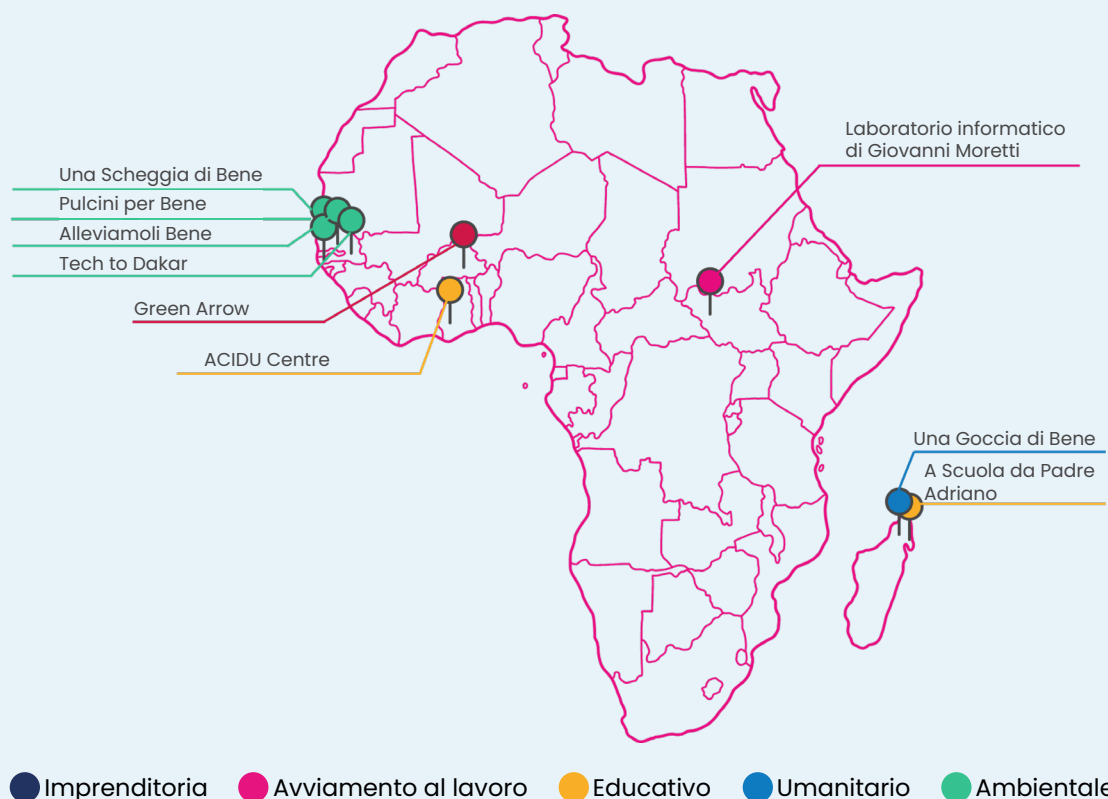 Laboratorio informatico
di Giovanni Moretti
Una Scheggia di Bene
Pulcini per Bene
Alleviamoli Bene
Tech to Dakar
Green Arrow
ACIDU Centre
Una Goccia di Bene
A Scuola da Padre
Adriano
Imprenditoria Avviamento al lavoro Educativo Umanitario Ambientale